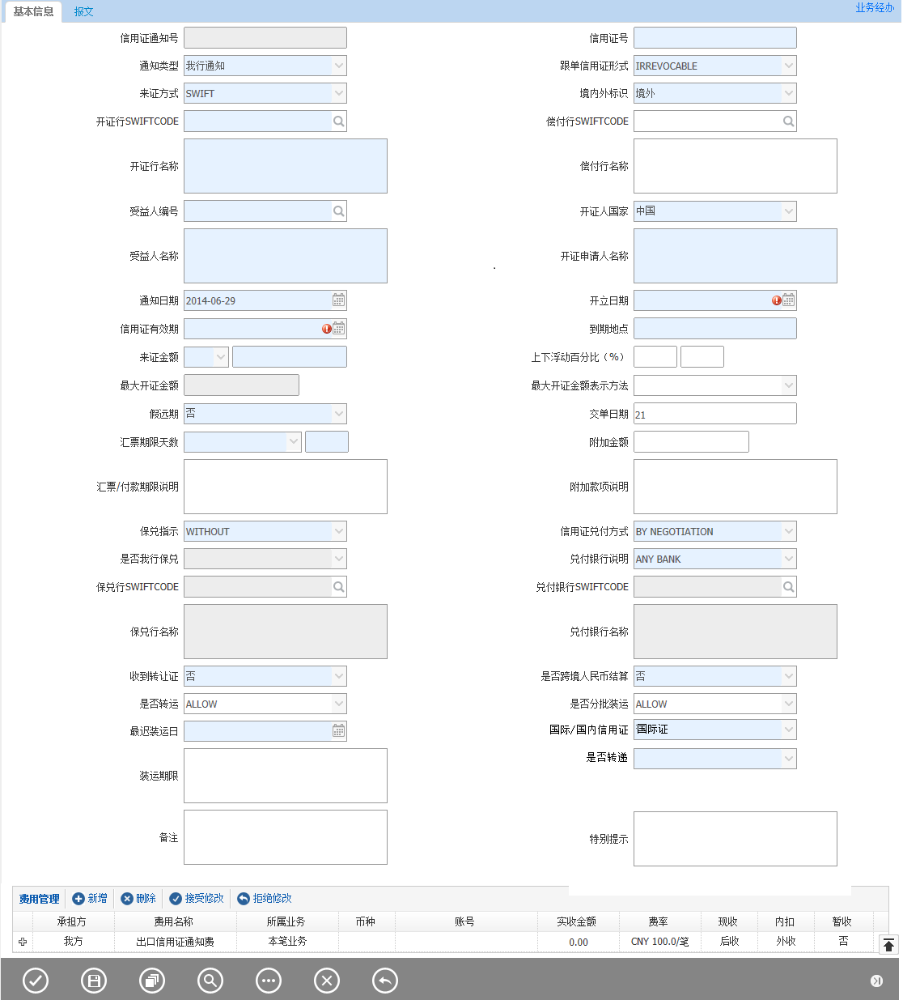 基本信息 报文 业务经办
信用证通知号 信用证号
通知类型 我行通知 跟单信用证形式 IRREVOCABLE
来证方式 SWIFT 境内外标识 境外
开证行SWIFTCODE 偿付行SWIFTCODE
开证行名称 偿付行名称
受益人编号 开证人国家 中国
受益人名称 开证申请人名称
通知日期 2014-06-29 开立日期
信用证有效期 到期地点
来证金额 上下浮动百分比（%）
最大开证金额 最大开证金额表示方法
假远期 否 交单日期 21
汇票期限天数 附加金额
汇票/付款期限说明 附加款项说明
保兑指示 WITHOUT 信用证兑付方式 BY NEGOTIATION
是否我行保兑 兑付银行说明 ANY BANK
保兑行SWIFTCODE 兑付银行SWIFTCODE
保兑行名称 兑付银行名称
收到转让证 否 是否跨境人民币结算 否
是否转运 ALLOW 是否分批装运 ALLOW
最迟装运日 国际/国内信用证 国际证
是否转递
装运期限
备注 特别提示
费用管理 新增 删除 接受修改 拒绝修改
承担方 费用名称 所属业务 币种 账号 实收金额 费率 现收 内扣 暂收
我方 出口信用证通知费 本笔业务 0.00 CNY 100.0/笔 后收 外收 否